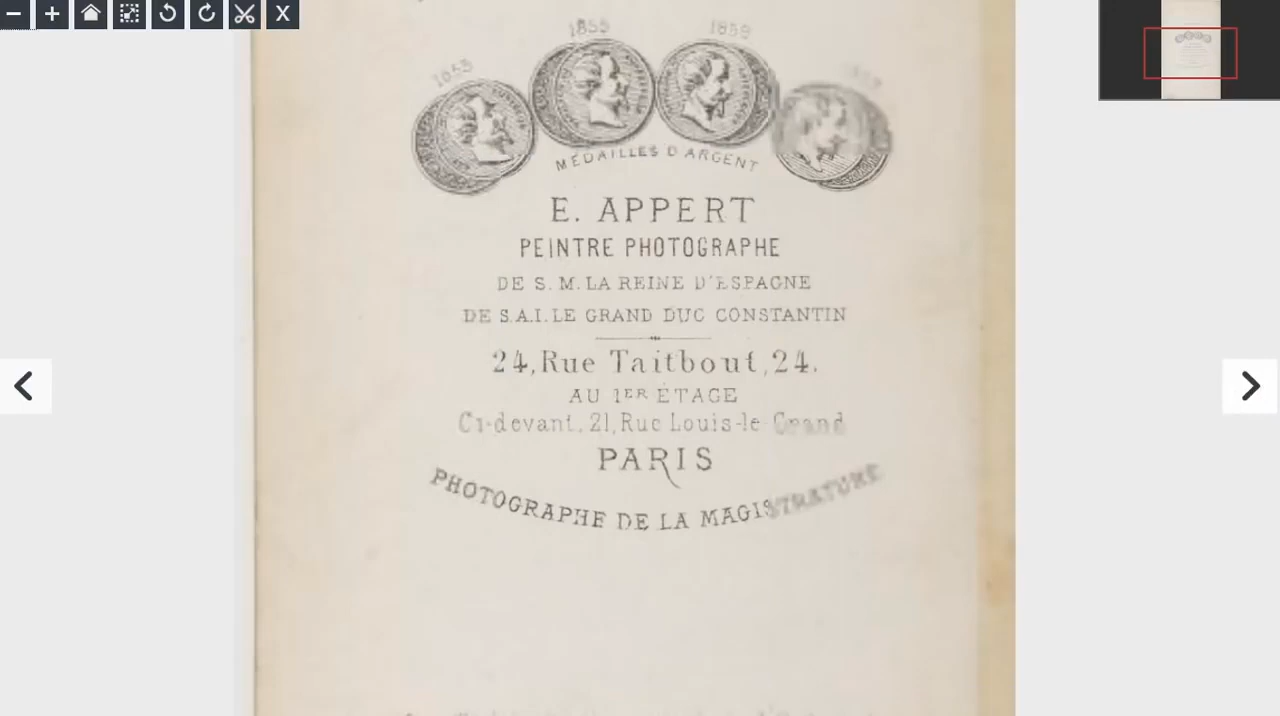 1855
1859
1853
MÉDAILLES D'ARGENT
E. APPERT
PEINTRE PHOTOGRAPHE
DE S. M. LA REINE D'ESPAGNE
DE S.A.I. LE GRAND DUC CONSTANTIN
24, Rue Taitbout, 24.
AU 1ER ÉTAGE
Ci-devant, 21, Rue Louis-le-Grand
PARIS
PHOTOGRAPHE DE LA MAGISTRATURE